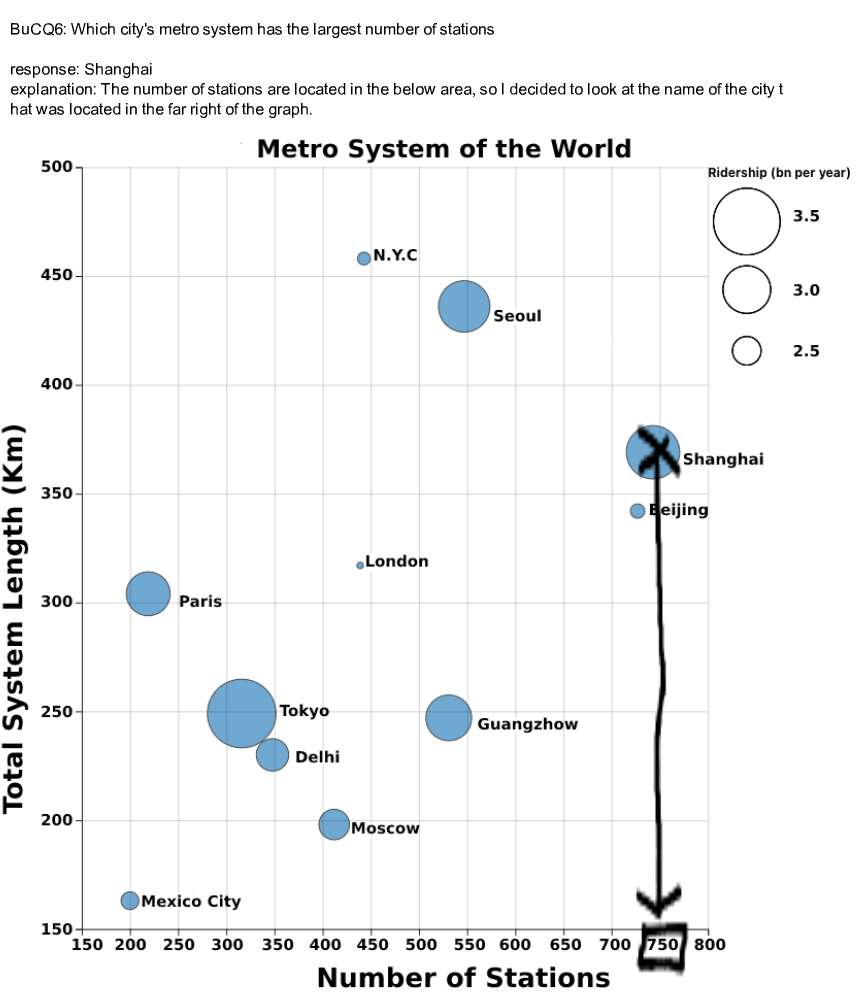 BuCQ6: Which city's metro system has the largest number of stations
response: Shanghai
explanation: The number of stations are located in the below area, so I decided to look at the name of the city t
hat was located in the far right of the graph.
Metro System of the World
Ridership (bn per year)
3.5
3.0
2.5
500
450
400
350
300
250
200
150
Total System Length (Km)
N.Y.C
Seoul
Shanghai
Beijing
London
Paris
Tokyo
Guangzhow
Delhi
Moscow
Mexico City
150 200 250 300 350 400 450 500 550 600 650 700 750 800
Number of Stations